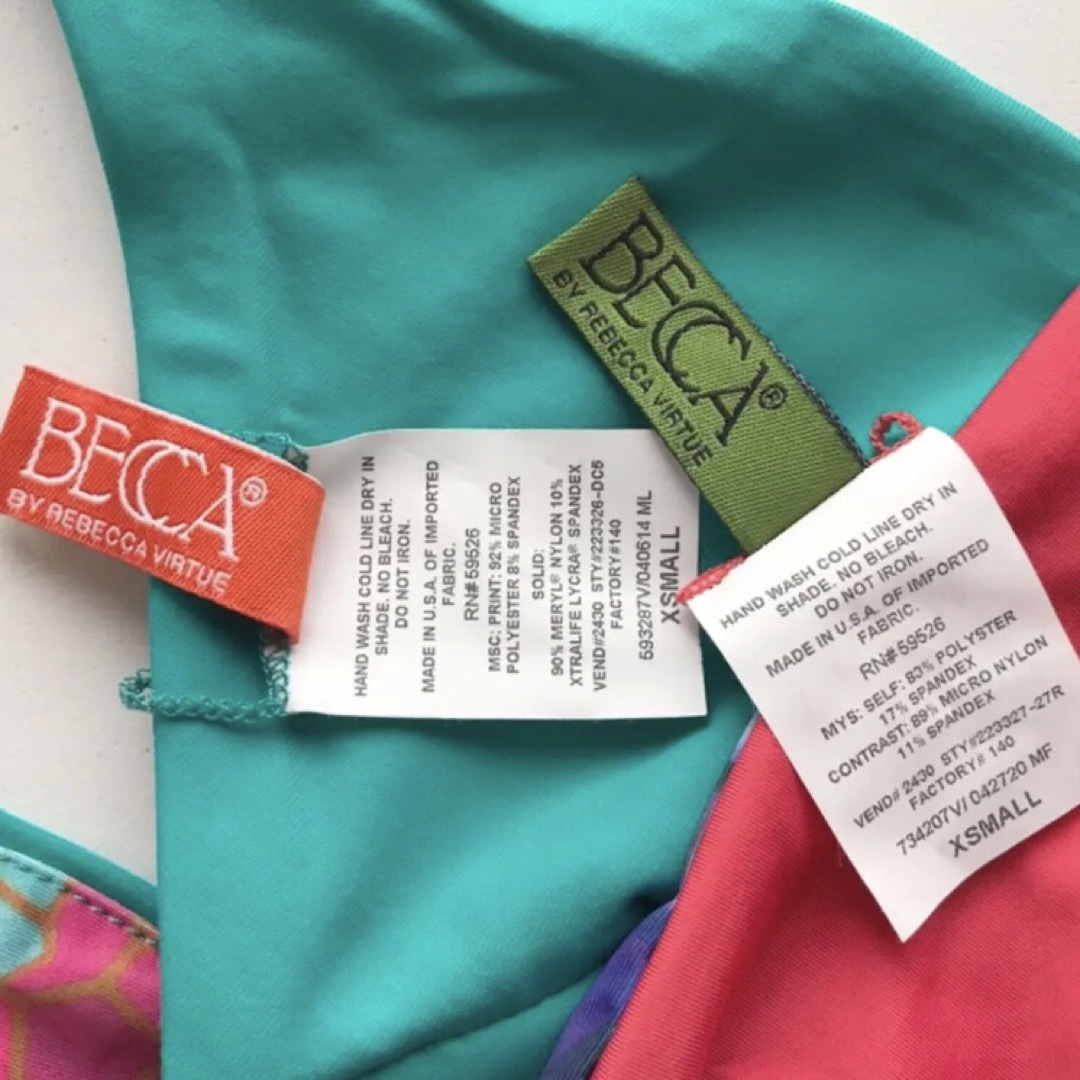 BECCA®
BY REBECCA VIRTUE
HAND WASH COLD LINE DRY IN
SHADE. NO BLEACH.
DO NOT IRON.
MADE IN U.S.A. OF IMPORTED
FABRIC.
RN#59526
MSC: PRINT: 92% MICRO
POLYESTER 8% SPANDEX
SOLID:
90% MERYL® NYLON 10%
XTRALIFE LYCRA® SPANDEX
VEND#2430 STY#223326-DC5
FACTORY#140
593287V/040614 ML
XSMALL
BECCA®
BY REBECCA VIRTUE
HAND WASH COLD LINE DRY IN
SHADE. NO BLEACH.
DO NOT IRON.
MADE IN U.S.A. OF IMPORTED
FABRIC.
RN#59526
MYS: SELF: 83% POLYSTER
17% SPANDEX
CONTRAST: 89% MICRO NYLON
11% SPANDEX
VEND# 2430 STY#223327-27R
FACTORY# 140
734207V/ 042720 MF
XSMALL